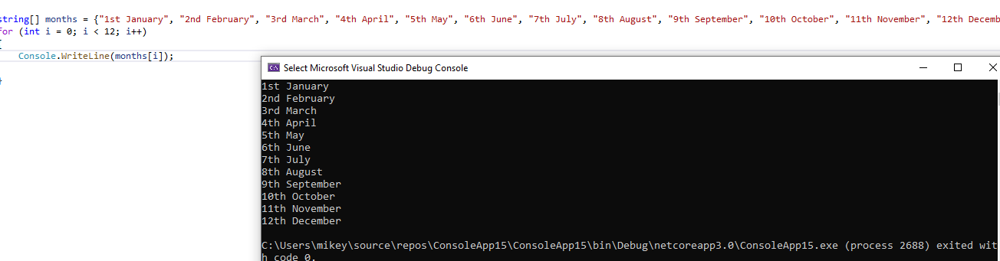 string[] months = {"1st January", "2nd February", "3rd March", "4th April", "5th May", "6th June", "7th July", "8th August", "9th September", "10th October", "11th November", "12th Decemb
for (int i = 0; i < 12; i++)
{
Console.WriteLine(months[i]);
}
Select Microsoft Visual Studio Debug Console
1st January
2nd February
3rd March
4th April
5th May
6th June
7th July
8th August
9th September
10th October
11th November
12th December
C:\Users\mikey\source\repos\ConsoleApp15\ConsoleApp15\bin\Debug\netcoreapp3.0\ConsoleApp15.exe (process 2688) exited wit
h code 0.